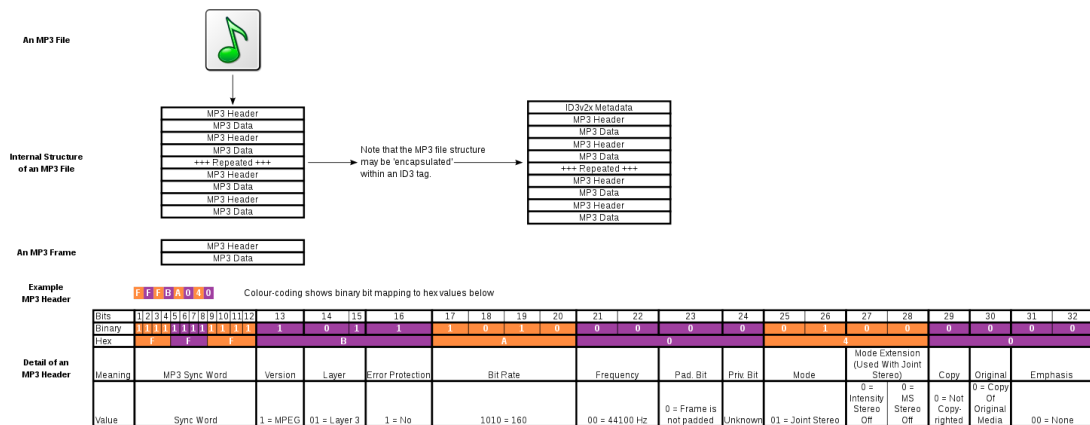 An MP3 File
Internal Structure
of an MP3 File
MP3 Header
MP3 Data
MP3 Header
MP3 Data
+++ Repeated +++
MP3 Header
MP3 Data
MP3 Header
MP3 Data
Note that the MP3 file structure
may be 'encapsulated'
within an ID3 tag.
ID3v2x Metadata
MP3 Header
MP3 Data
MP3 Header
MP3 Data
+++ Repeated +++
MP3 Header
MP3 Data
MP3 Header
MP3 Data
An MP3 Frame
MP3 Header
MP3 Data
Example
MP3 Header
F F F B A 0 4 0
Colour-coding shows binary bit mapping to hex values below
Detail of an
MP3 Header
Bits 1 2 3 4 5 6 7 8 9 10 11 12 13 14 15 16 17 18 19 20 21 22 23 24 25 26 27 28 29 30 31 32
Binary 1 1 1 1 1 1 1 1 1 1 1 1 1 0 1 1 1 0 1 0 0 0 0 0 0 1 0 0 0 0 0 0
Hex F F F B A 0 4 0
Meaning MP3 Sync Word Version Layer Error Protection Bit Rate Frequency Pad. Bit Priv. Bit Mode
Mode Extension
(Used With Joint
Stereo)
Copy Original Emphasis
Value Sync Word 1 = MPEG 01 = Layer 3 1 = No 1010 = 160 00 = 44100 Hz
0 = Frame is
not padded
Unknown 01 = Joint Stereo
0 =
Intensity
Stereo
Off
0 =
MS
Stereo
Off
0 = Not
Copy-
righted
0 = Copy
Of
Original
Media
00 = None